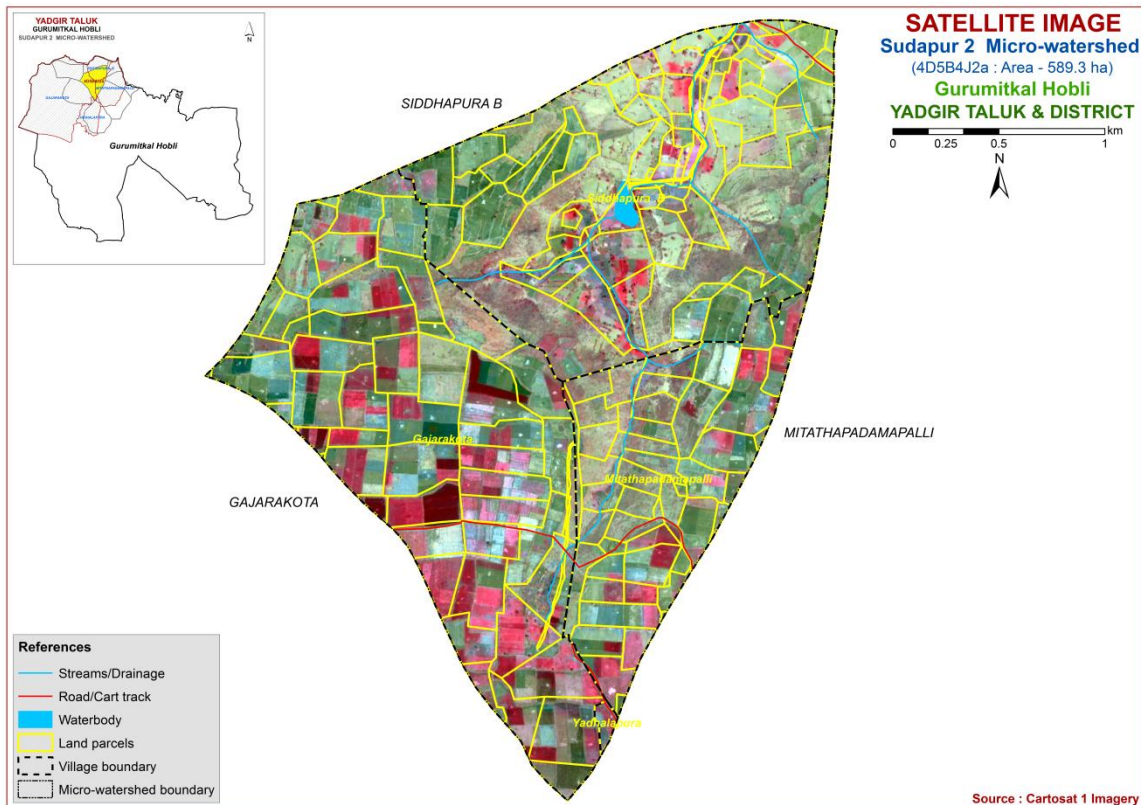 YADGIR TALUK
GURUMITKAL HOBLI
SUDAPUR 2 MICRO-WATERSHED
N
Gurumitkal Hobli
SATELLITE IMAGE
Sudapur 2 Micro-watershed
(4D5B4J2a : Area - 589.3 ha)
Gurumitkal Hobli
YADGIR TALUK & DISTRICT
km
0 0.25 0.5 1
N
SIDDHAPURA B
Siddhapura B
MITATHAPADAMAPALLI
Gajarakota
Mitathapadamapalli
GAJARAKOTA
Yadhalapura
References
Streams/Drainage
Road/Cart track
Waterbody
Land parcels
Village boundary
Micro-watershed boundary
Source : Cartosat 1 Imagery